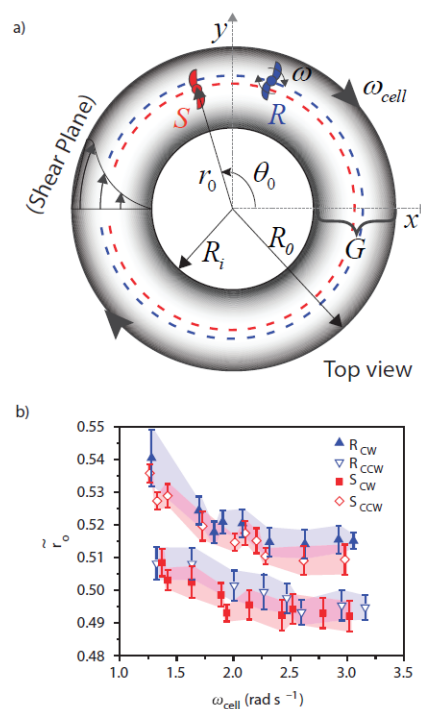 a)
y
(Shear Plane)
S
R
ω
ω_cell
r_0
θ_0
x
R_i
R_0
G
Top view
b)
0.55
0.54
0.53
0.52
0.51
0.50
0.49
0.48
r̃_o
R_CW
R_CCW
S_CW
S_CCW
1.0 1.5 2.0 2.5 3.0 3.5
ω_cell (rad s⁻¹)